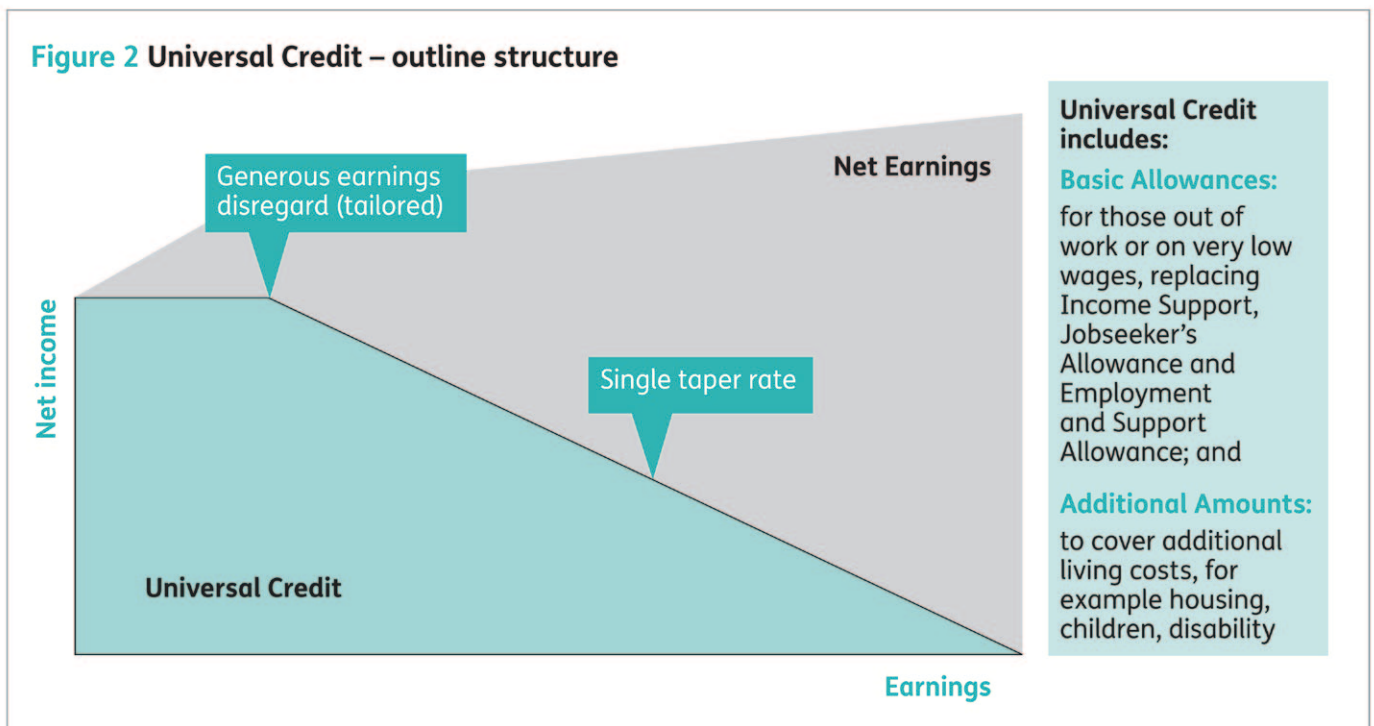 Figure 2 Universal Credit – outline structure
Generous earnings
disregard (tailored)
Net Earnings
Single taper rate
Universal Credit
Net income
Earnings
Universal Credit
includes:
Basic Allowances:
for those out of
work or on very low
wages, replacing
Income Support,
Jobseeker’s
Allowance and
Employment
and Support
Allowance; and
Additional Amounts:
to cover additional
living costs, for
example housing,
children, disability